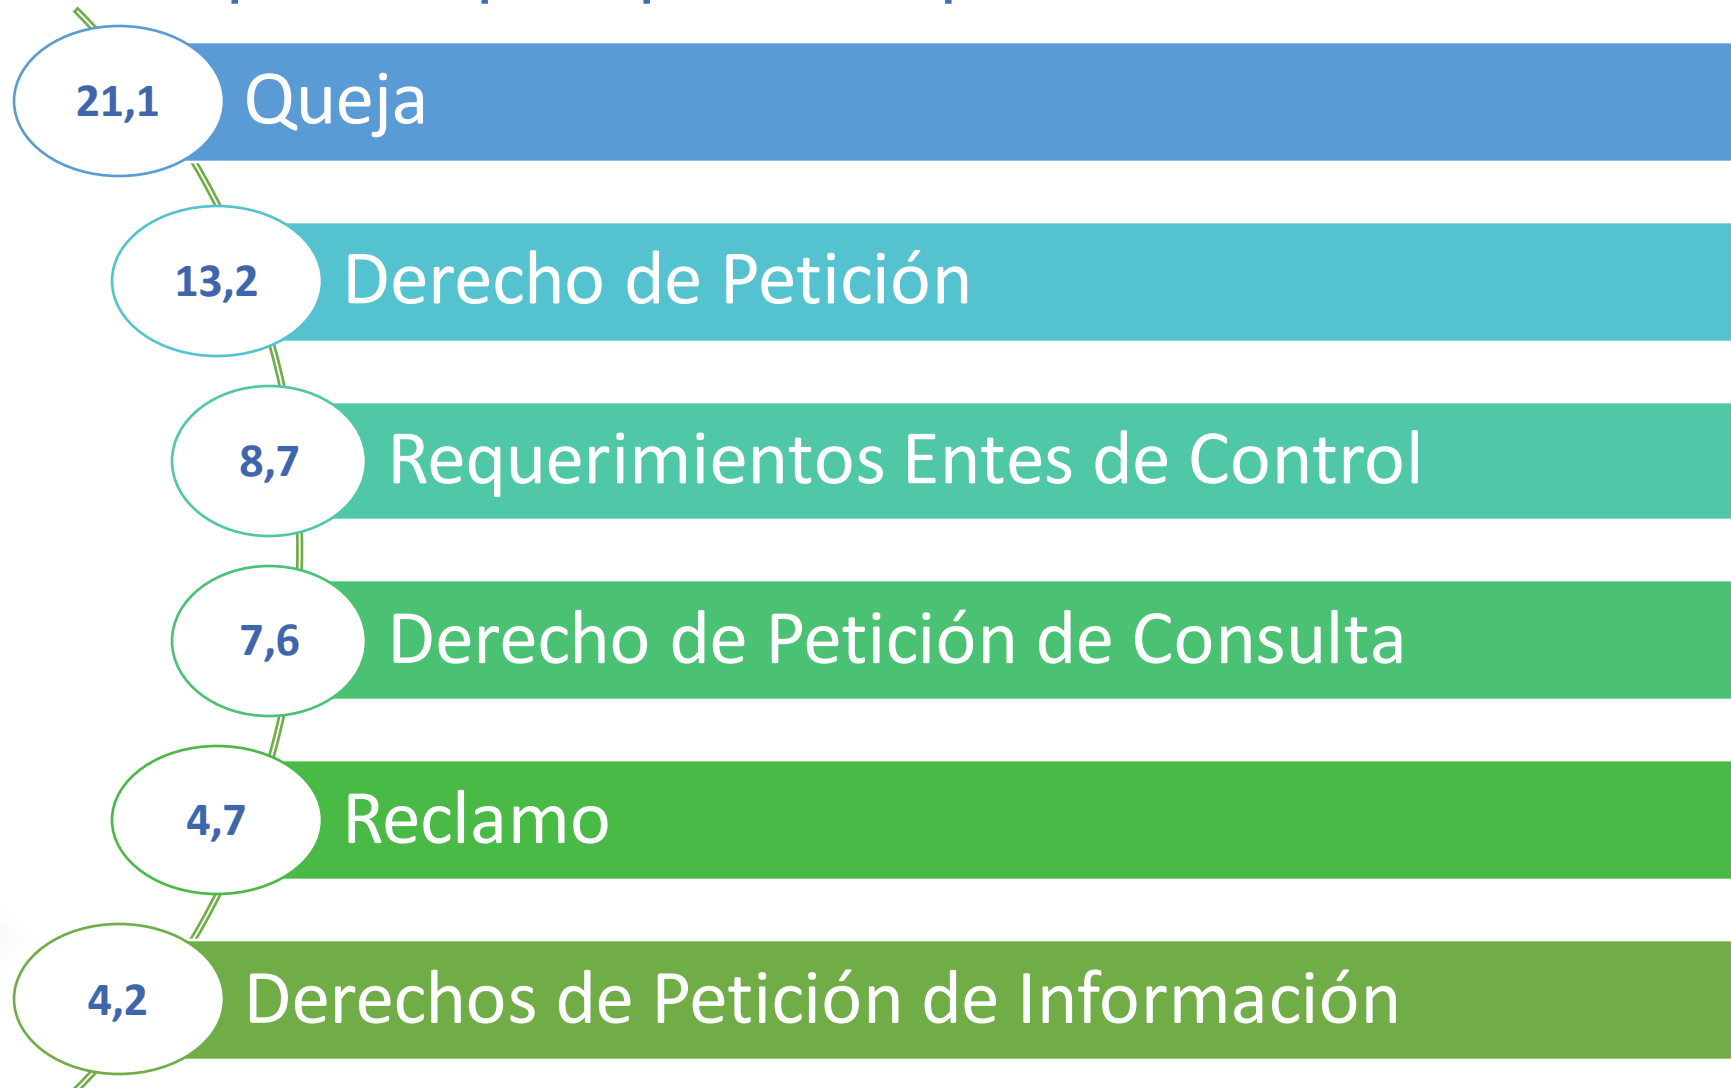 21,1 Queja
13,2 Derecho de Petición
8,7 Requerimientos Entes de Control
7,6 Derecho de Petición de Consulta
4,7 Reclamo
4,2 Derechos de Petición de Información